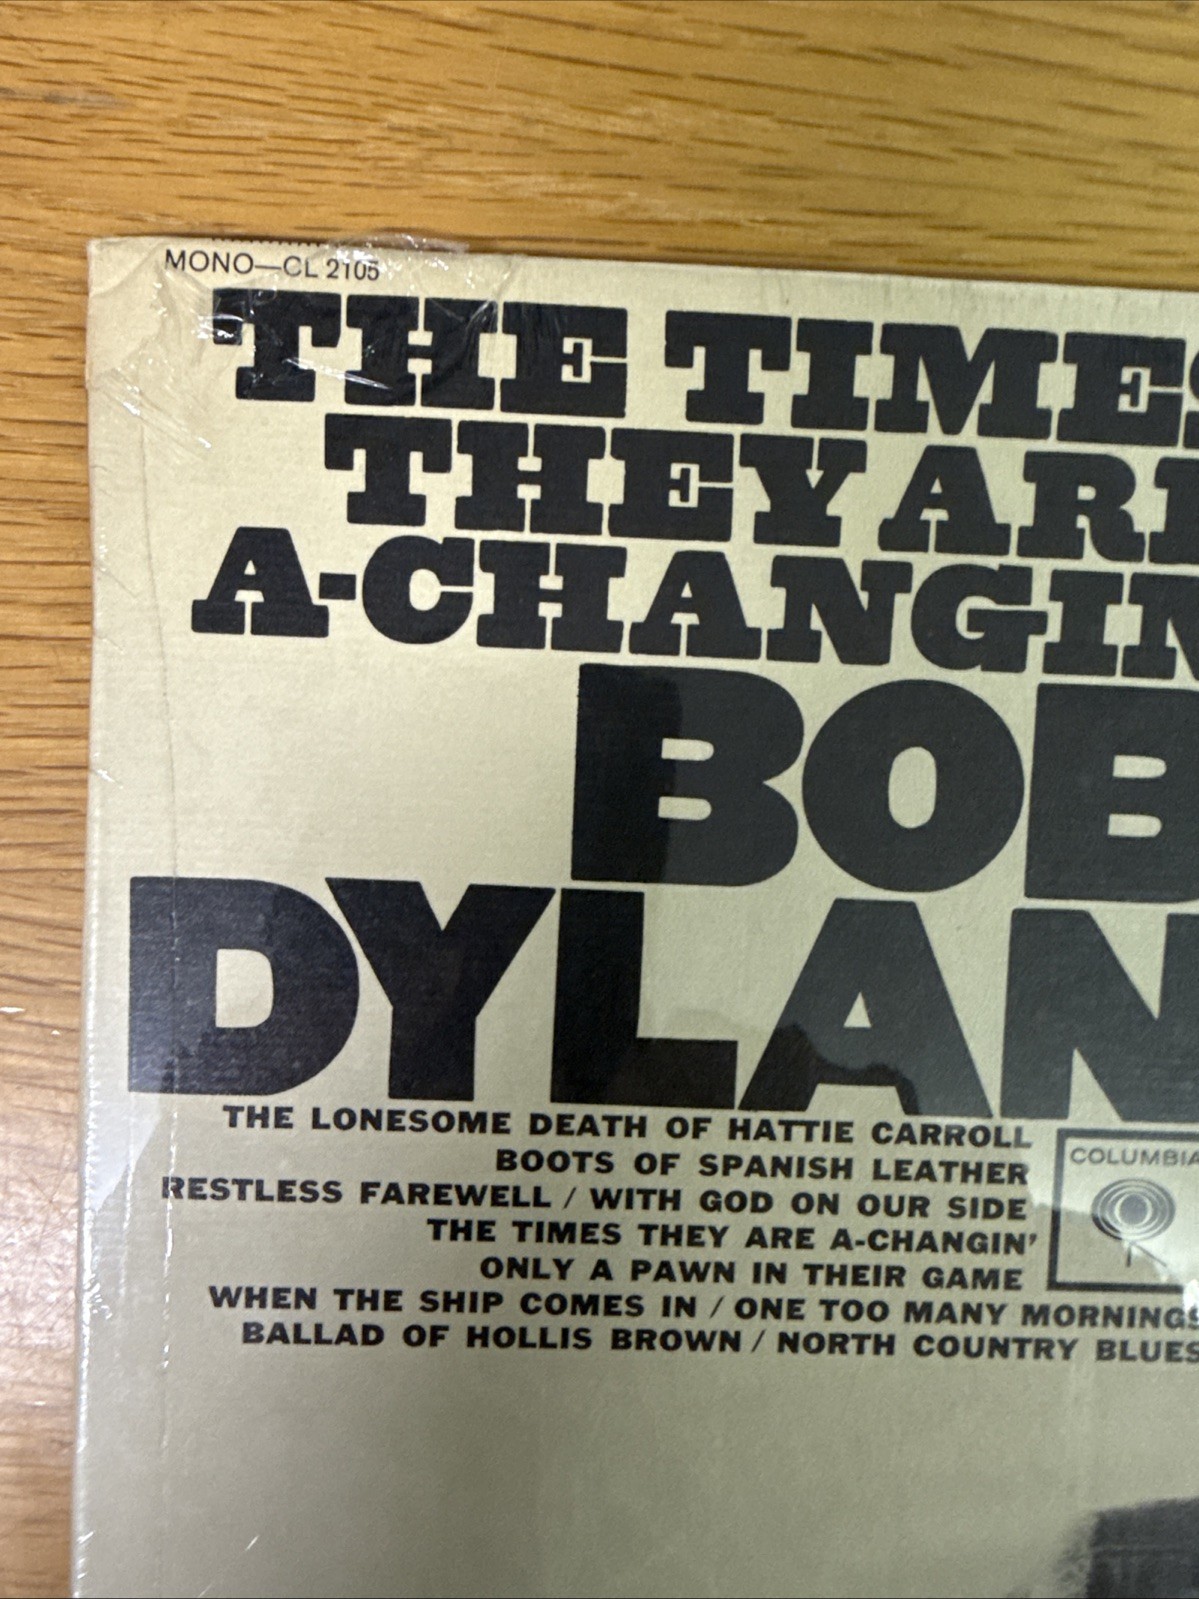 MONO—CL 2105
THE TIMES
THEY ARE
A-CHANGIN
BOB
DYLAN
THE LONESOME DEATH OF HATTIE CARROLL
BOOTS OF SPANISH LEATHER
RESTLESS FAREWELL / WITH GOD ON OUR SIDE
THE TIMES THEY ARE A-CHANGIN'
ONLY A PAWN IN THEIR GAME
WHEN THE SHIP COMES IN / ONE TOO MANY MORNINGS
BALLAD OF HOLLIS BROWN / NORTH COUNTRY BLUES
COLUMBIA